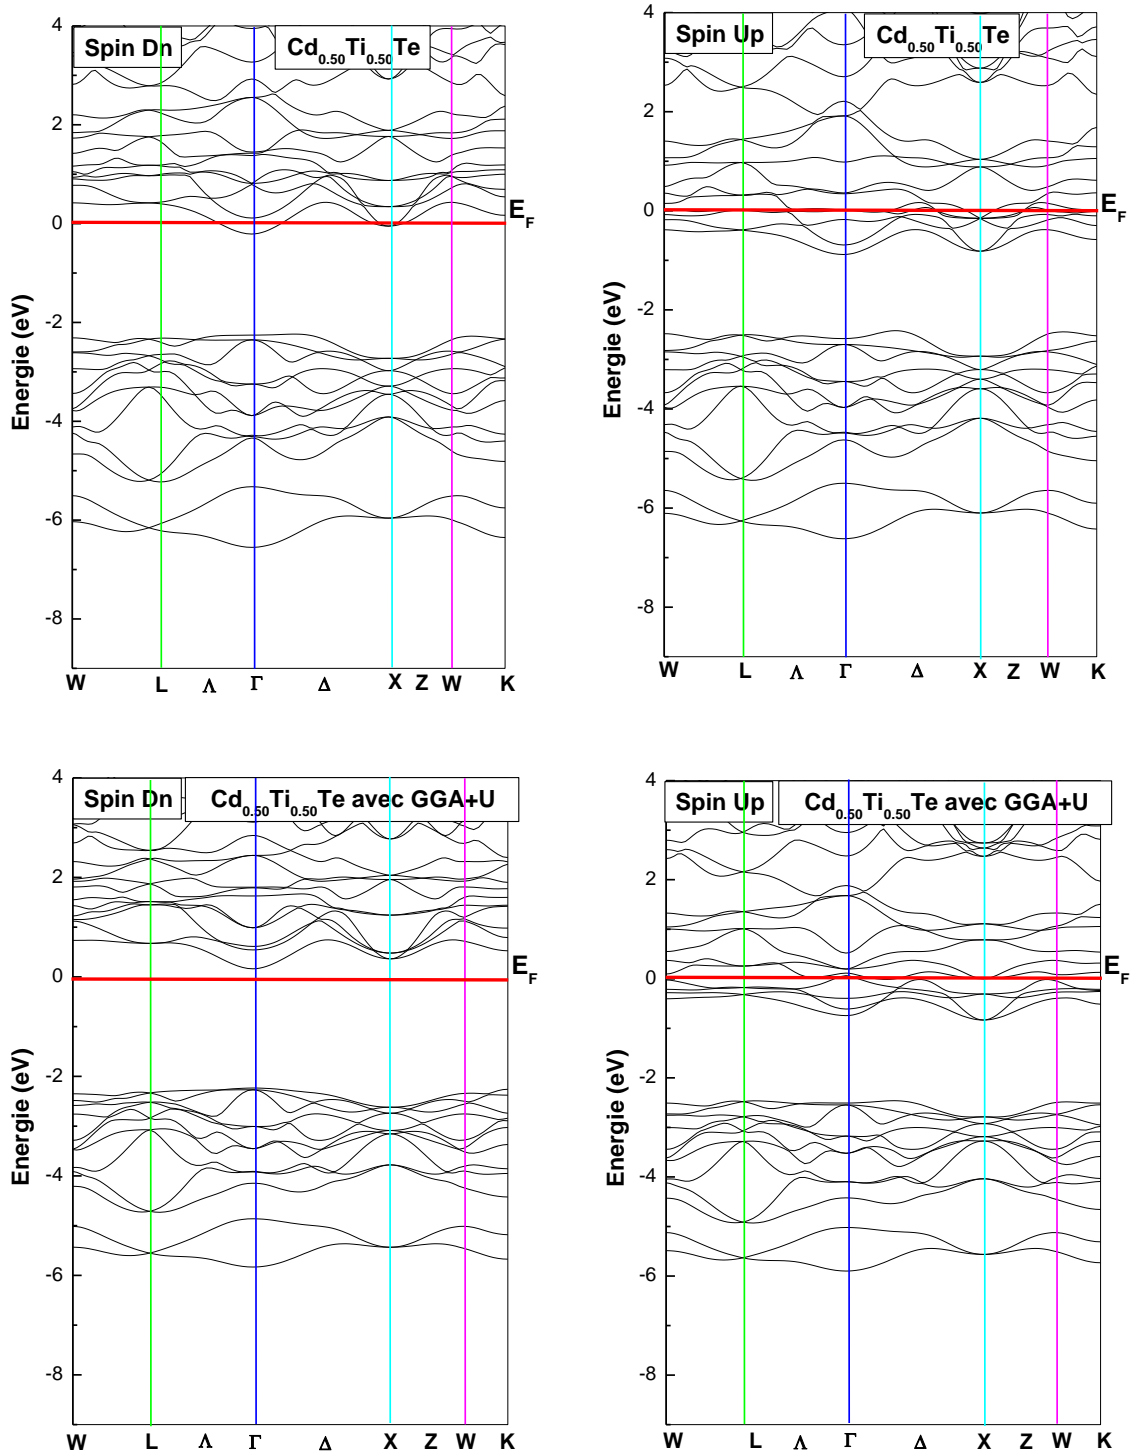 4
Spin Dn
Cd0.50Ti0.50Te
2
0
EF
-2
Energie (eV)
-4
-6
-8
W L Λ Γ Δ X Z W K
4
Spin Up
Cd0.50Ti0.50Te
2
0
EF
-2
Energie (eV)
-4
-6
-8
W L Λ Γ Δ X Z W K
4
Spin Dn
Cd0.50Ti0.50Te avec GGA+U
2
0
EF
-2
Energie (eV)
-4
-6
-8
W L Λ Γ Δ X Z W K
4
Spin Up
Cd0.50Ti0.50Te avec GGA+U
2
0
EF
-2
Energie (eV)
-4
-6
-8
W L Λ Γ Δ X Z W K